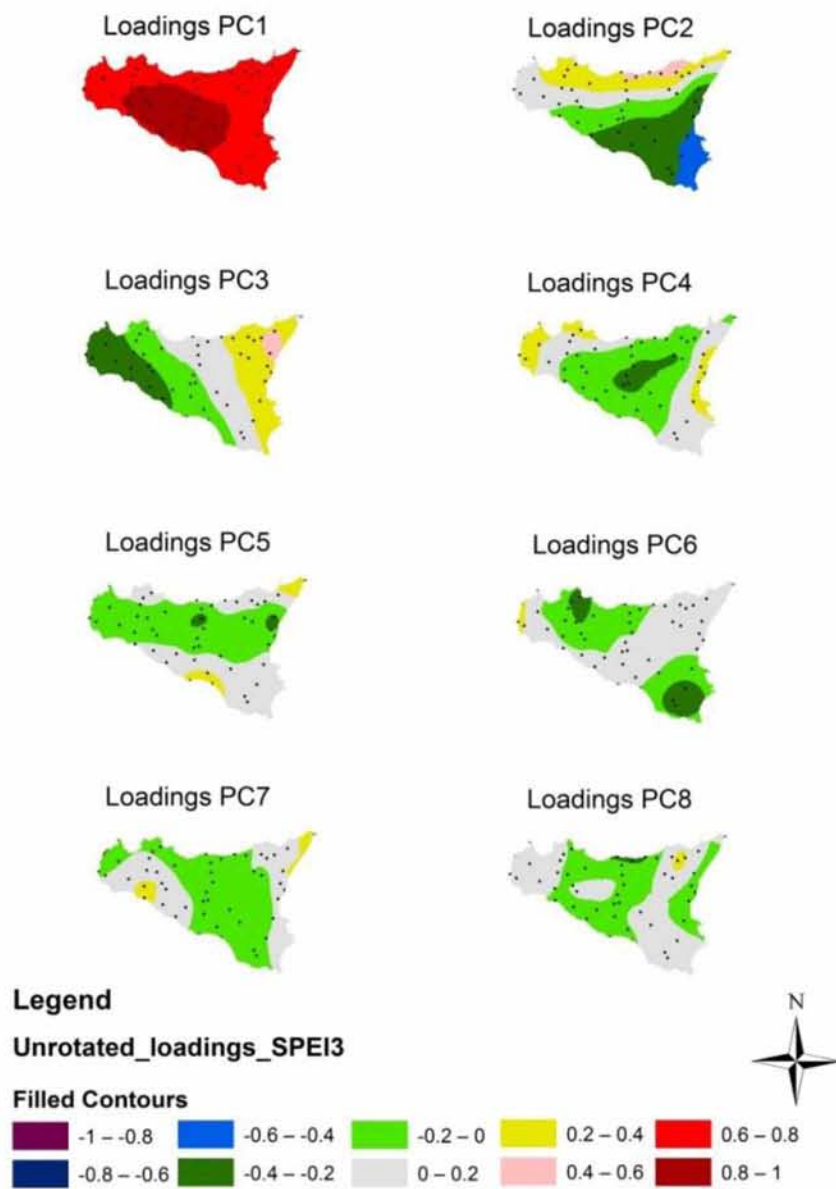 Loadings PC1
Loadings PC2
Loadings PC3
Loadings PC4
Loadings PC5
Loadings PC6
Loadings PC7
Loadings PC8
Legend
N
Unrotated_loadings_SPEI3
Filled Contours
-1 – -0.8
-0.6 – -0.4
-0.2 – 0
0.2 – 0.4
0.6 – 0.8
-0.8 – -0.6
-0.4 – -0.2
0 – 0.2
0.4 – 0.6
0.8 – 1